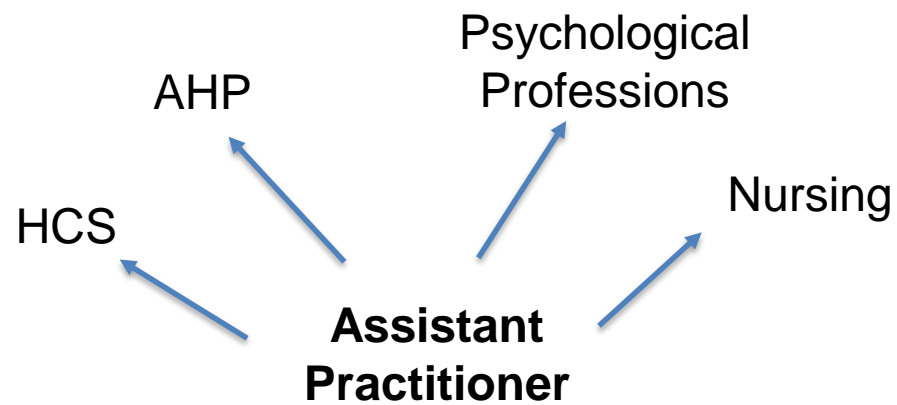 Psychological
Professions
AHP
Nursing
HCS
Assistant
Practitioner